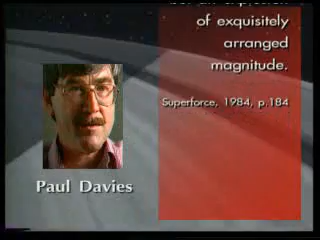 of exquisitely
arranged
magnitude.
Superforce, 1984, p.184
Paul Davies